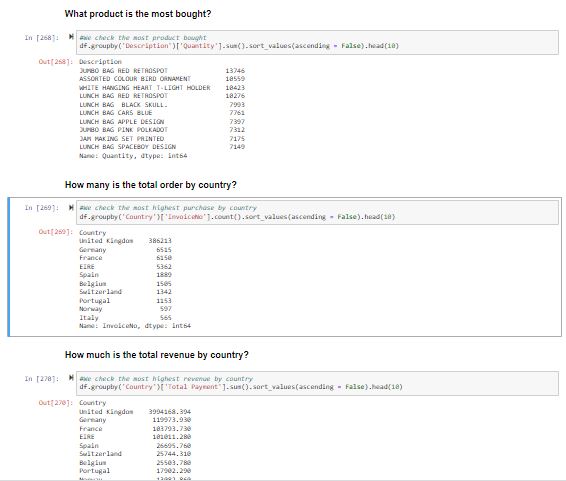 What product is the most bought?
In [268]: #We check the most product bought
df.groupby('Description')['Quantity'].sum().sort_values(ascending = False).head(10)
Out[268]: Description
JUMBO BAG RED RETROSPOT 13746
ASSORTED COLOUR BIRD ORNAMENT 10559
WHITE HANGING HEART T-LIGHT HOLDER 10423
LUNCH BAG RED RETROSPOT 10276
LUNCH BAG BLACK SKULL. 7993
LUNCH BAG CARS BLUE 7761
LUNCH BAG APPLE DESIGN 7397
JUMBO BAG PINK POLKADOT 7312
JAM MAKING SET PRINTED 7175
LUNCH BAG SPACEBOY DESIGN 7149
Name: Quantity, dtype: int64
How many is the total order by country?
In [269]: #We check the most highest purchase by country
df.groupby('Country')['InvoiceNo'].count().sort_values(ascending = False).head(10)
Out[269]: Country
United Kingdom 386213
Germany 6515
France 6150
EIRE 5362
Spain 1889
Belgium 1505
Switzerland 1342
Portugal 1153
Norway 597
Italy 565
Name: InvoiceNo, dtype: int64
How much is the total revenue by country?
In [270]: #We check the most highest revenue by country
df.groupby('Country')['Total Payment'].sum().sort_values(ascending = False).head(10)
Out[270]: Country
United Kingdom 3994168.394
Germany 119973.930
France 103793.730
EIRE 101011.280
Spain 26695.760
Switzerland 25744.310
Belgium 25503.780
Portugal 17902.290